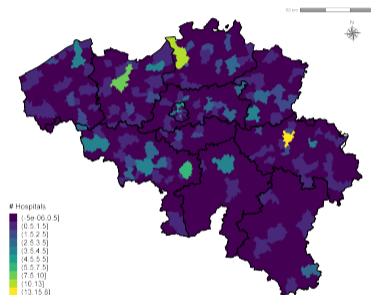 50 km
N
# Hospitals
(-5e-06,0.5]
(0.5,1.5]
(1.5,2.5]
(2.5,3.5]
(3.5,4.5]
(4.5,5.5]
(5.5,7.5]
(7.5,10]
(10,13]
(13,15.5]